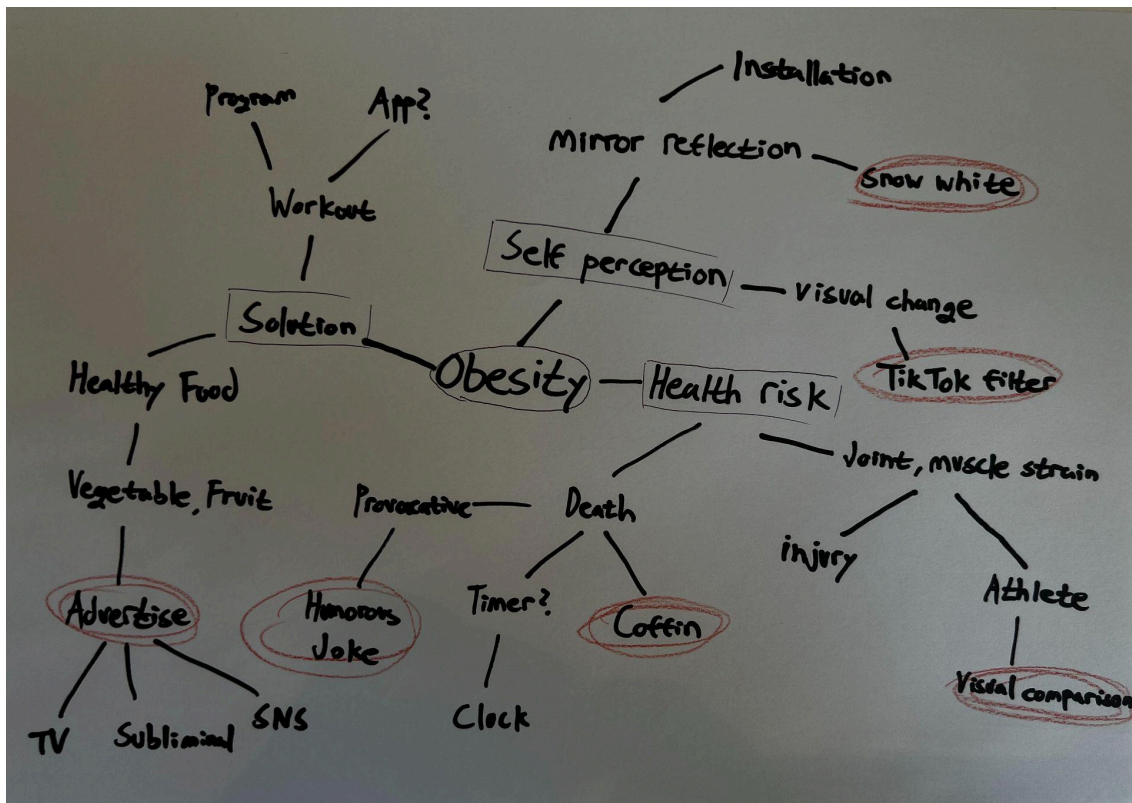 Installation
Program
App?
Mirror reflection
Snow white
Workout
Self perception
Visual change
Solution
Obesity
Health risk
TikTok filter
Healthy Food
Joint, muscle strain
Vegetable, Fruit
Provocative
Death
injury
Advertise
Humorous
Joke
Timer?
Coffin
Athlete
Visual comparison
TV
Subliminal
SNS
Clock